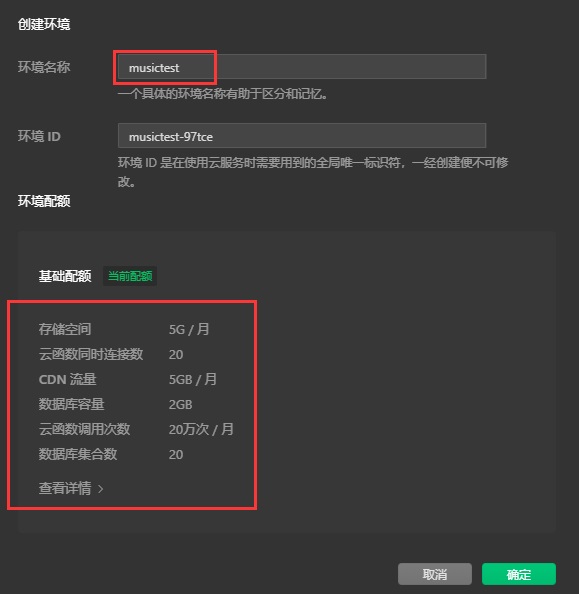 创建环境
环境名称 musictest
一个具体的环境名称有助于区分和记忆。
环境 ID musictest-97tce
环境 ID 是在使用云服务时需要用到的全局唯一标识符，一经创建便不可修
改。
环境配额
基础配额 当前配额
存储空间 5G / 月
云函数同时连接数 20
CDN 流量 5GB / 月
数据库容量 2GB
云函数调用次数 20万次 / 月
数据库集合数 20
查看详情 >
取消 确定